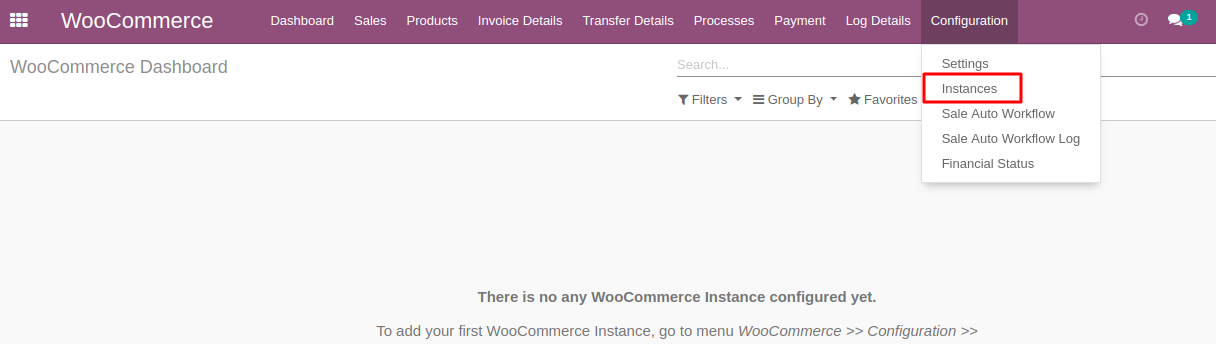 WooCommerce Dashboard Sales Products Invoice Details Transfer Details Processes Payment Log Details Configuration 1
WooCommerce Dashboard
Search...
Filters Group By Favorites
Settings
Instances
Sale Auto Workflow
Sale Auto Workflow Log
Financial Status
There is no any WooCommerce Instance configured yet.
To add your first WooCommerce Instance, go to menu WooCommerce >> Configuration >>